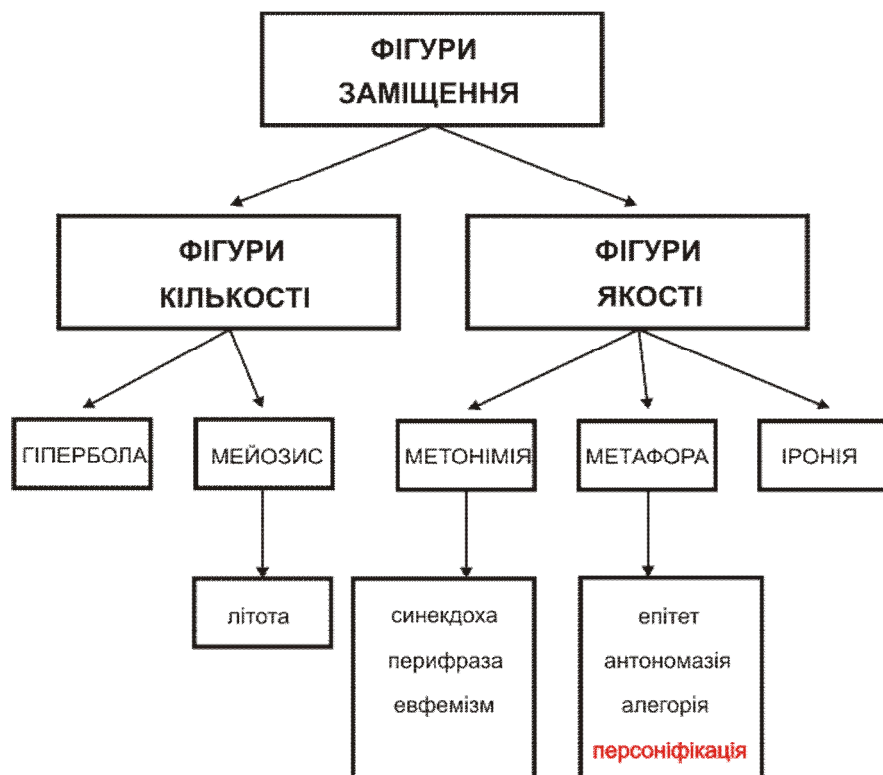 ФІГУРИ
ЗАМІЩЕННЯ
ФІГУРИ
КІЛЬКОСТІ
ФІГУРИ
ЯКОСТІ
ГІПЕРБОЛА
МЕЙОЗИС
МЕТОНІМІЯ
МЕТАФОРА
ІРОНІЯ
літота
синекдоха
перифраза
евфемізм
епітет
антономазія
алегорія
персоніфікація